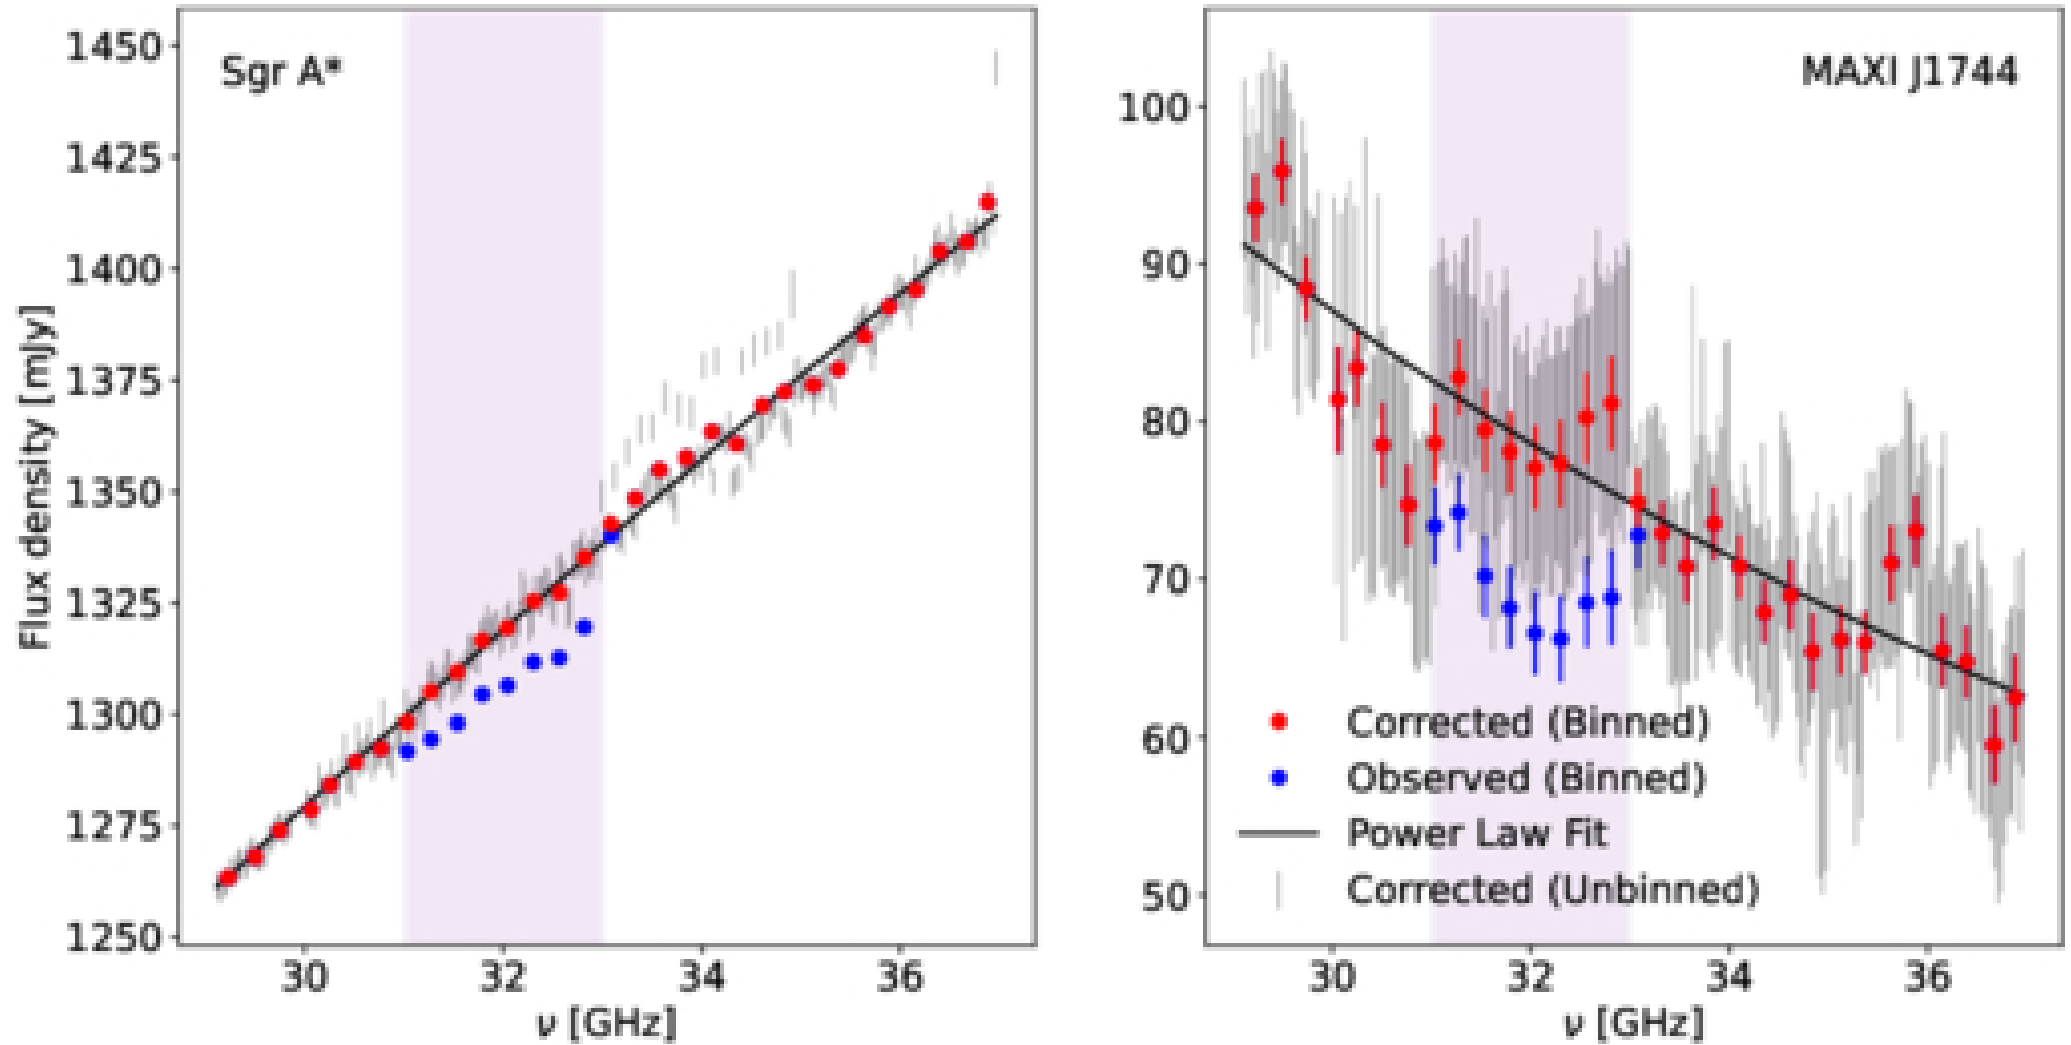 Sgr A*
Flux density [mJy]
1450
1425
1400
1375
1350
1325
1300
1275
1250
30 32 34 36
ν [GHz]
MAXI J1744
100
90
80
70
60
50
Corrected (Binned)
Observed (Binned)
Power Law Fit
Corrected (Unbinned)
30 32 34 36
ν [GHz]